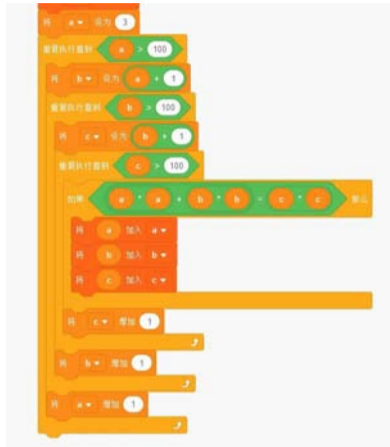 将 a 设为 3
重复执行直到 a > 100
将 b 设为 a + 1
重复执行直到 b > 100
将 c 设为 b + 1
重复执行直到 c > 100
如果 a * a + b * b = c * c 那么
将 a 加入 a
将 b 加入 b
将 c 加入 c
将 c 增加 1
将 b 增加 1
将 a 增加 1